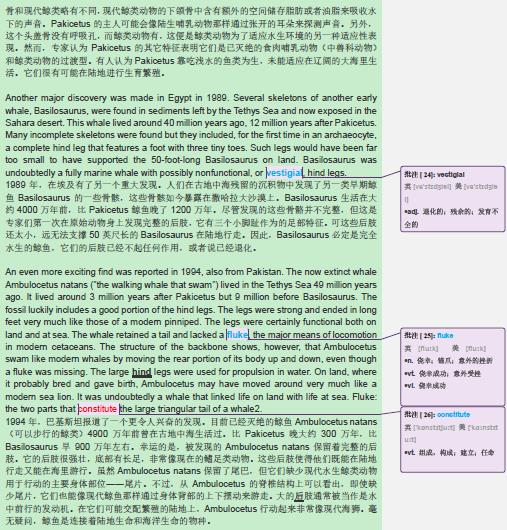 骨和现代鲸鱼略有不同。现代鲸类动物的下颌骨中含有额外的空间储存脂肪或者油脂来吸收水
下的声音。Pakicetus 的主人可能会像陆生哺乳动物那样通过张开的耳朵来探测声音。另外，
这个头盖骨没有呼吸孔，而鲸类动物有，这便是鲸类动物为了适应水生环境的另一种适应性表
现。然而，专家认为 Pakicetus 的其它特征表明它们是已灭绝的食肉哺乳动物《中兽科动物》
和鲸类动物的过渡型。有人认为 Pakicetus 靠吃浅水的鱼类为生，未能适应在辽阔的大海里生
活。它们很有可能在陆地进行生育繁殖。
Another major discovery was made in Egypt in 1989. Several skeletons of another early
whale, Basilosaurus, were found in sediments left by the Tethys Sea and now exposed in the
Sahara desert. This whale lived around 40 million years ago, 12 million years after Pakicetus.
Many incomplete skeletons were found but they included, for the first time in an archaeocyte,
a complete hind leg that features a foot with three tiny toes. Such legs would have been far
too small to have supported the 50-foot-long Basilosaurus on land. Basilosaurus was
undoubtedly a fully marine whale with possibly nonfunctional, or vestigial, hind legs.
1989 年，在埃及有了另一个重大发现。人们在古地中海残留的沉积物中发现了另一类早期鲸
鱼 Basilosaurus 的一些骨骼，这些骸骨如今暴露在撒哈拉大沙漠上。Basilosaurus 生活在大
约 4000 万年前，比 Pakicetus 鲸鱼晚了 1200 万年。尽管发现的这些骨骼并不完整，但这是
专家们第一次在原始动物身上发现完整的后肢，它有三个小脚趾作为的足部特征。可这些后肢
还太小，远无法支撑 50 英尺长的 Basilosaurus 在陆地行走。因此，Basilosaurus 必定是完全
水生的鲸鱼，它们的后肢已经不起任何作用，或者说已经退化。
An even more exciting find was reported in 1994, also from Pakistan. The now extinct whale
Ambulocetus natans ("the walking whale that swam") lived in the Tethys Sea 49 million years
ago. It lived around 3 million years after Pakicetus but 9 million before Basilosaurus. The
fossil luckily includes a good portion of the hind legs. The legs were strong and ended in long
feet very much like those of a modern pinniped. The legs were certainly functional both on
land and at sea. The whale retained a tail and lacked a fluke, the major means of locomotion
in modern cetaceans. The structure of the backbone shows, however, that Ambulocetus
swam like modern whales by moving the rear portion of its body up and down, even though
a fluke was missing. The large hind legs were used for propulsion in water. On land, where
it probably bred and gave birth, Ambulocetus may have moved around very much like a
modern sea lion. It was undoubtedly a whale that linked life on land with life at sea. Fluke:
the two parts that constitute the large triangular tail of a whale2.
1994 年，巴基斯坦报道了一个更令人兴奋的发现。目前已经灭绝的鲸鱼 Ambulocetus natans
（可以步行的鲸类）4900 万年前曾在古地中海生活过。比 Pakicetus 晚大约 300 万年，比
Basilosaurus 早 900 万年左右。幸运的是，被发现的 Ambulocetus natans 保留着完整的后
肢。它的后肢很强壮，底部有长足，非常像现在的鳍足类动物。这些后肢使得他们既能在陆地
行走又能在海里游行。虽然 Ambulocetus natans 保留了尾巴，但它们缺少现代水生鲸类动物
用于行动的主要身体部位——尾片。不过，从 Ambulocetus 的脊椎结构上可以看出，即使缺
少尾片，它们也能像现代鲸鱼那样通过身体背部的上下摆动来游走。大的后肢通常被当作是水
中前行的发动机。在它们可能交配繁殖的陆地上，Ambulocetus 行动起来非常像现代海狮。毫
无疑问，鲸鱼是连接着陆地生命和海洋生命的物种。
批注 [ 24]: vestigial
英 [ve'stɪdʒɪəl] 美 [ve'stɪdʒɪə
l]
•adj. 退化的；残余的；发育不
全的
批注 [ 25]: fluke
英 [fluːk] 美 [fluk]
•n. 侥幸；锚爪；意外的挫折
•vt. 侥幸成功；意外受挫
•vi. 侥幸成功
批注 [ 26]: constitute
英 ['kɒnstɪtjuːt] 美 ['kɑnstɪt
uːt]
•vt. 组成，构成；建立；任命